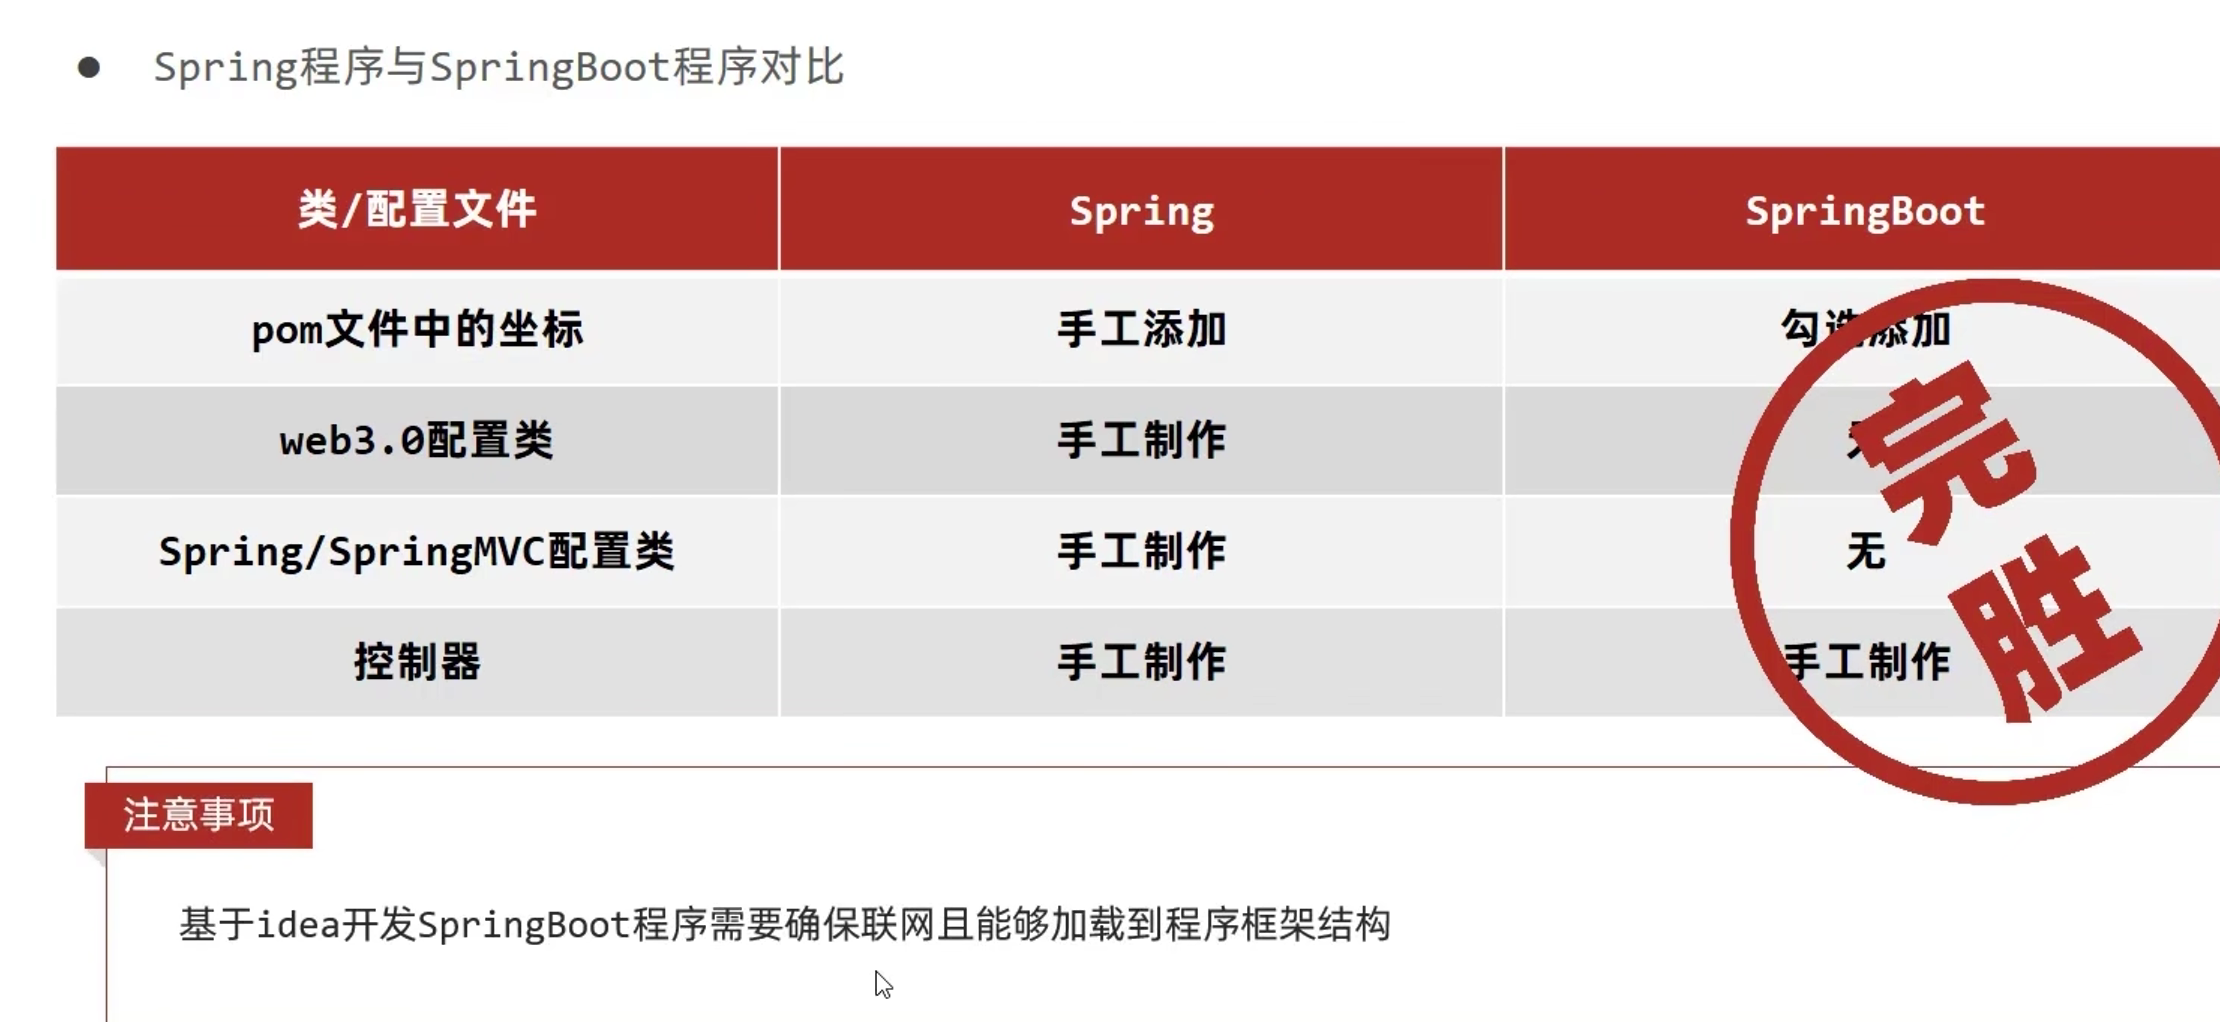 Spring程序与SpringBoot程序对比
类/配置文件 Spring SpringBoot
pom文件中的坐标 手工添加 勾选添加
web3.0配置类 手工制作
Spring/SpringMVC配置类 手工制作 无
控制器 手工制作 手工制作
完
胜
注意事项
基于idea开发SpringBoot程序需要确保联网且能够加载到程序框架结构